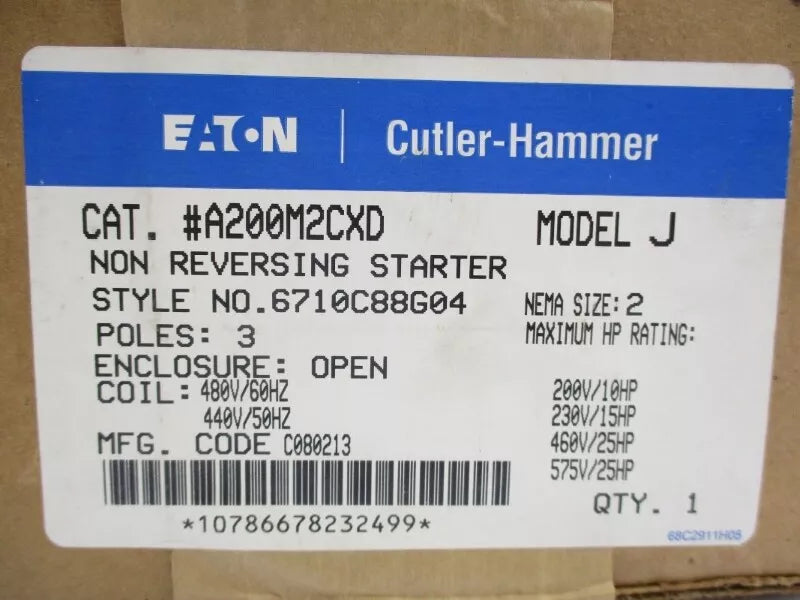 EATON | Cutler-Hammer
CAT. #A200M2CXD MODEL J
NON REVERSING STARTER
STYLE NO.6710C88G04 NEMA SIZE: 2
POLES: 3 MAXIMUM HP RATING:
ENCLOSURE: OPEN
COIL: 480V/60HZ 200V/10HP
440V/50HZ 230V/15HP
MFG. CODE C080213 460V/25HP
575V/25HP
QTY. 1
*10786678232499*
68C2911H08